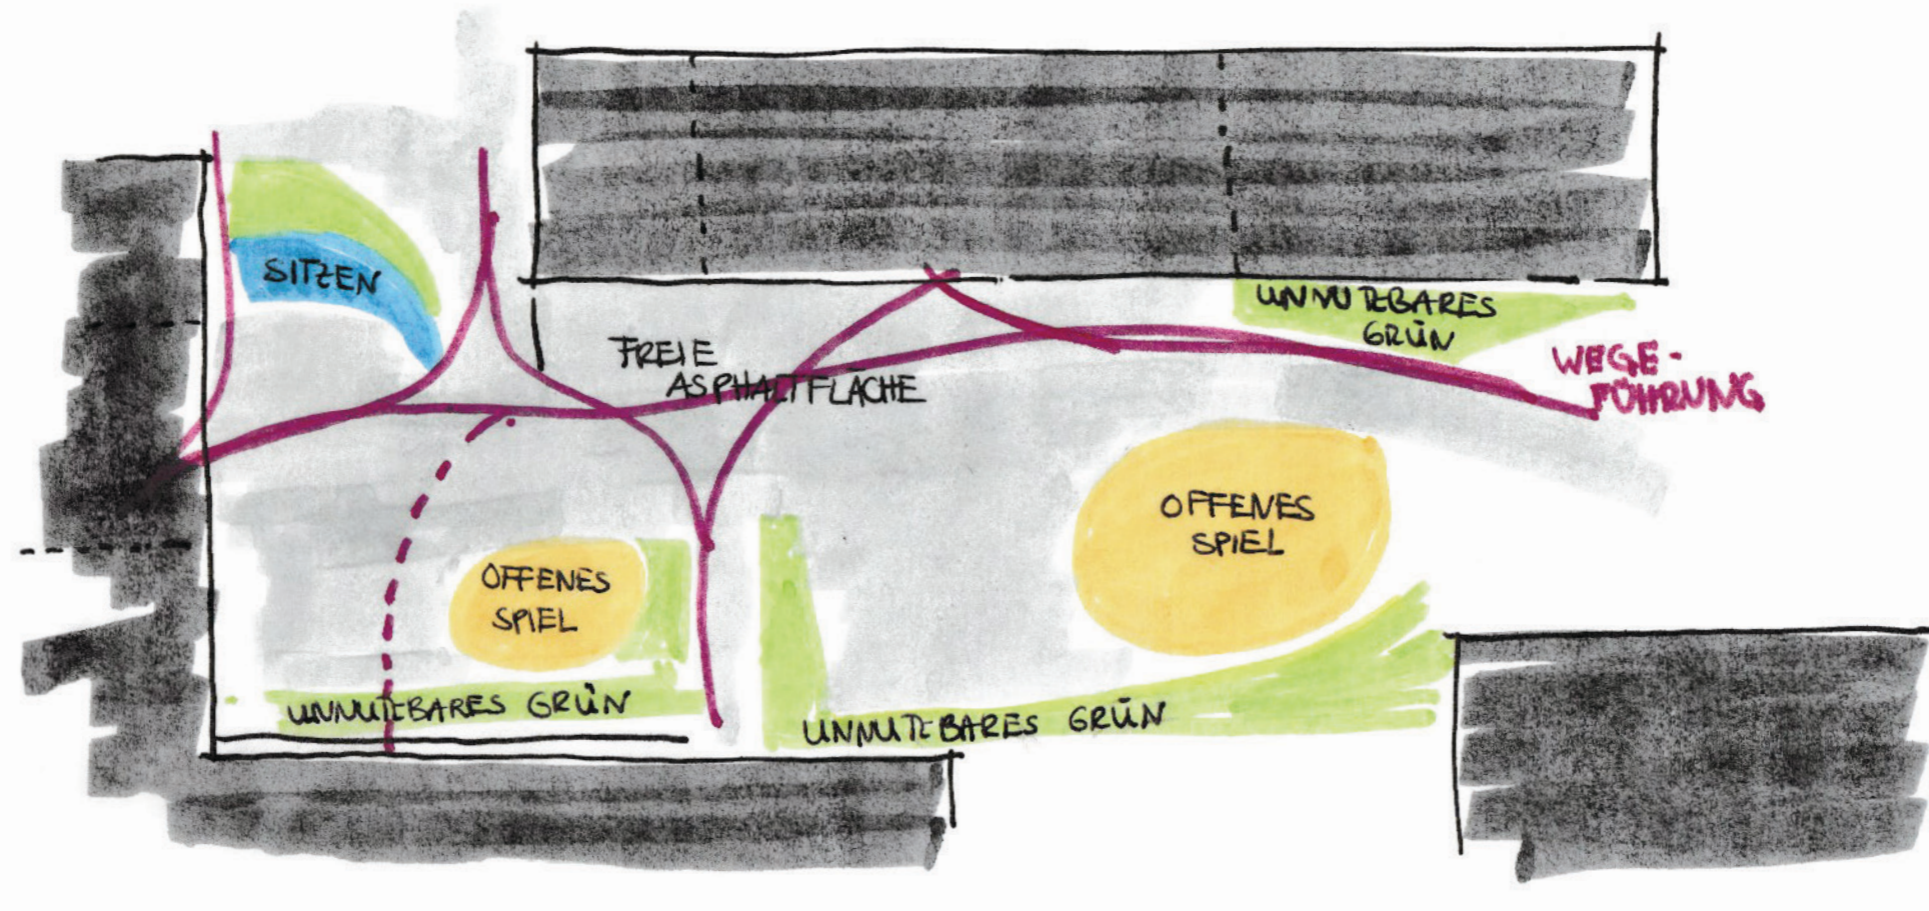 SITZEN
UNNUTZBARES
GRÜN
FREIE
ASPHALTFLÄCHE
WEGE-
FÜHRUNG
OFFENES
SPIEL
OFFENES
SPIEL
UNNUTZBARES GRÜN
UNNUTZBARES GRÜN